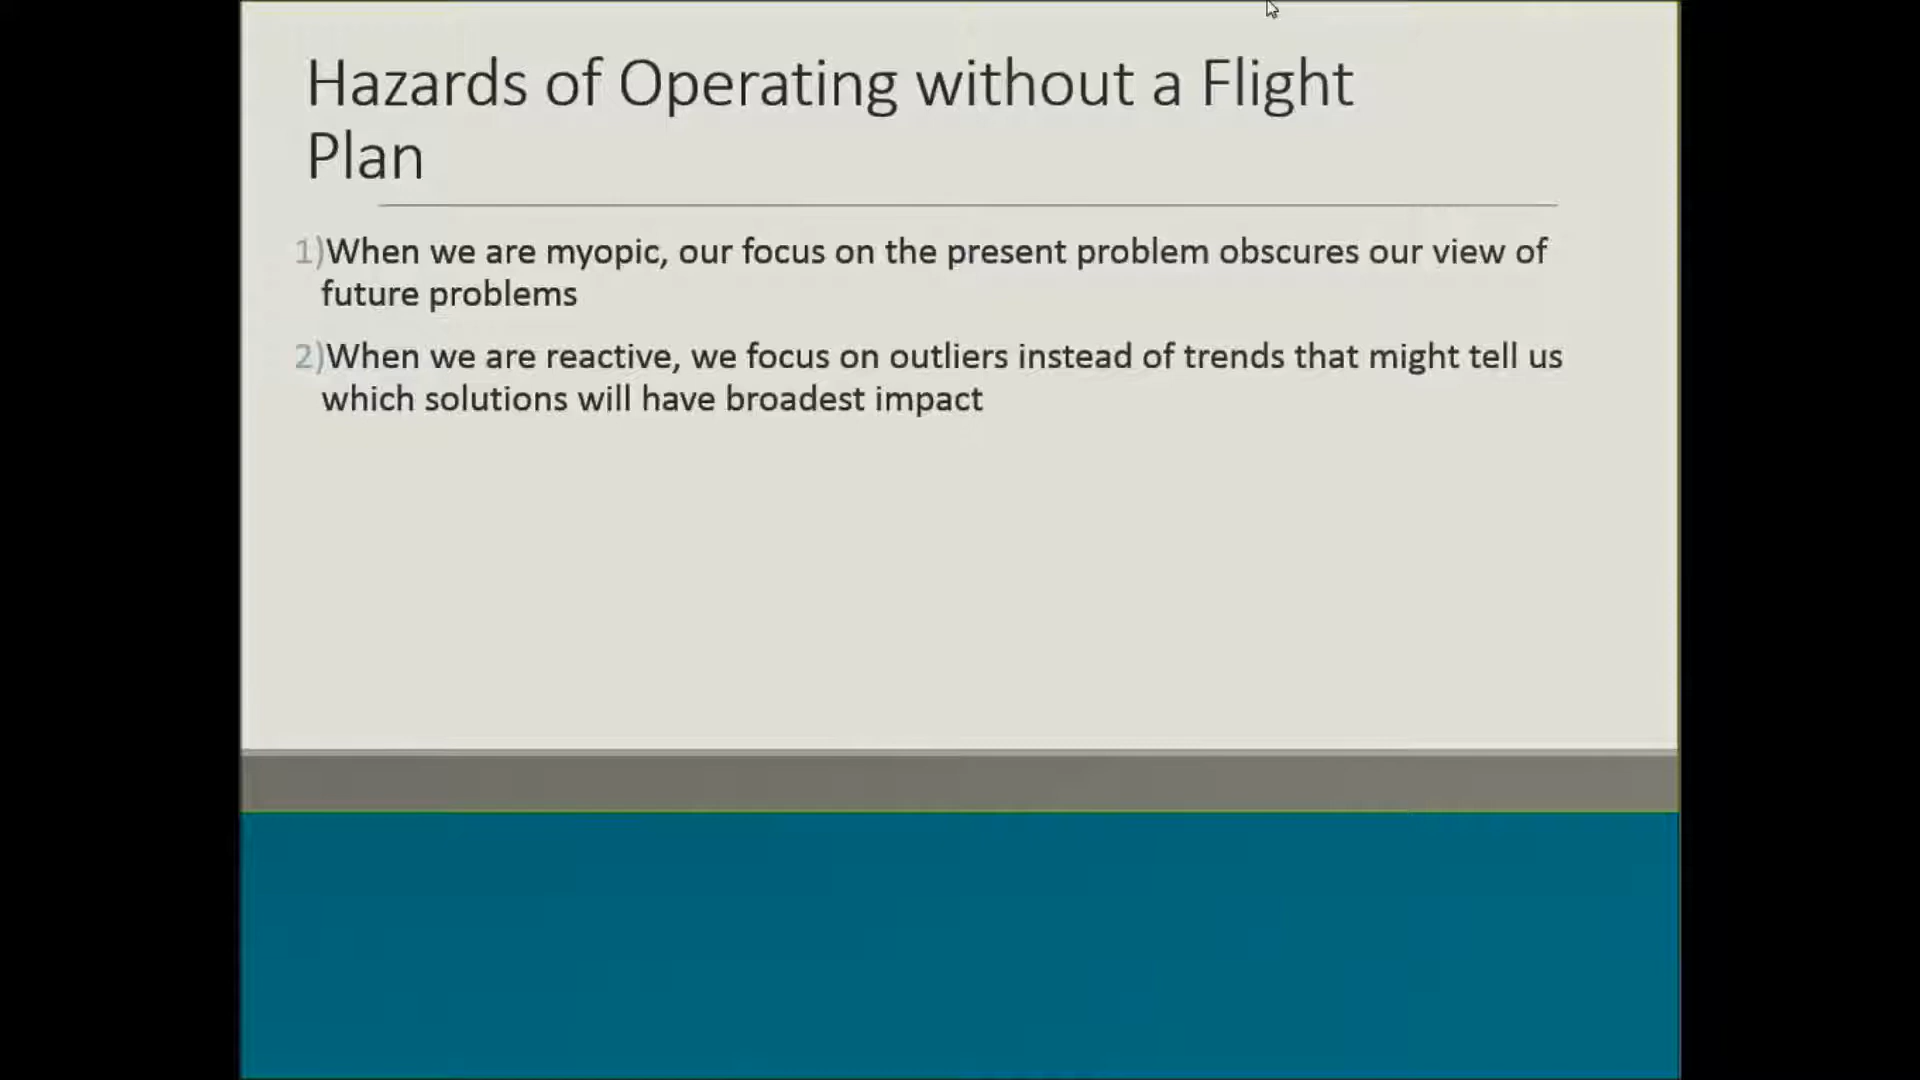 Hazards of Operating without a Flight
Plan
1)When we are myopic, our focus on the present problem obscures our view of
future problems
2)When we are reactive, we focus on outliers instead of trends that might tell us
which solutions will have broadest impact